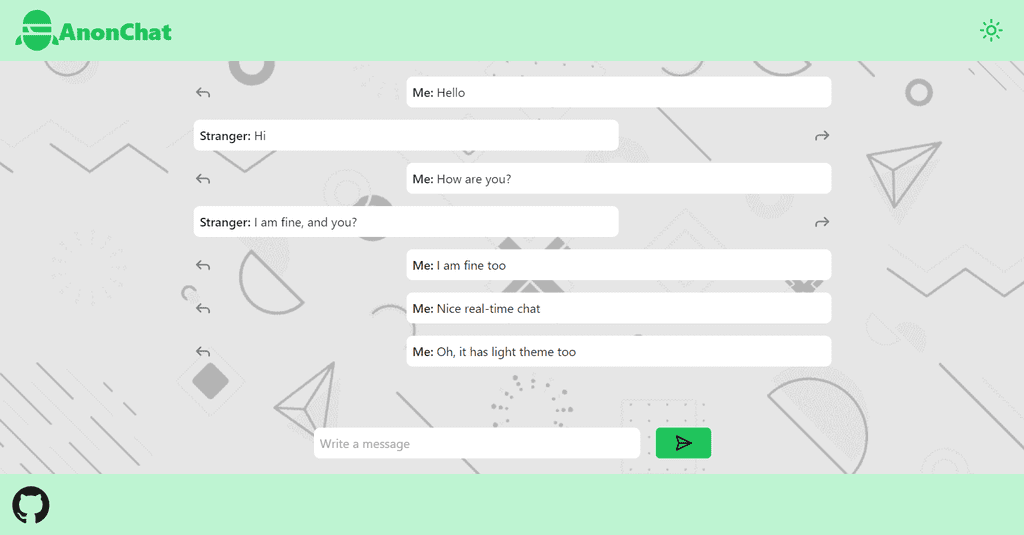 AnonChat
Me: Hello
Stranger: Hi
Me: How are you?
Stranger: I am fine, and you?
Me: I am fine too
Me: Nice real-time chat
Me: Oh, it has light theme too
Write a message